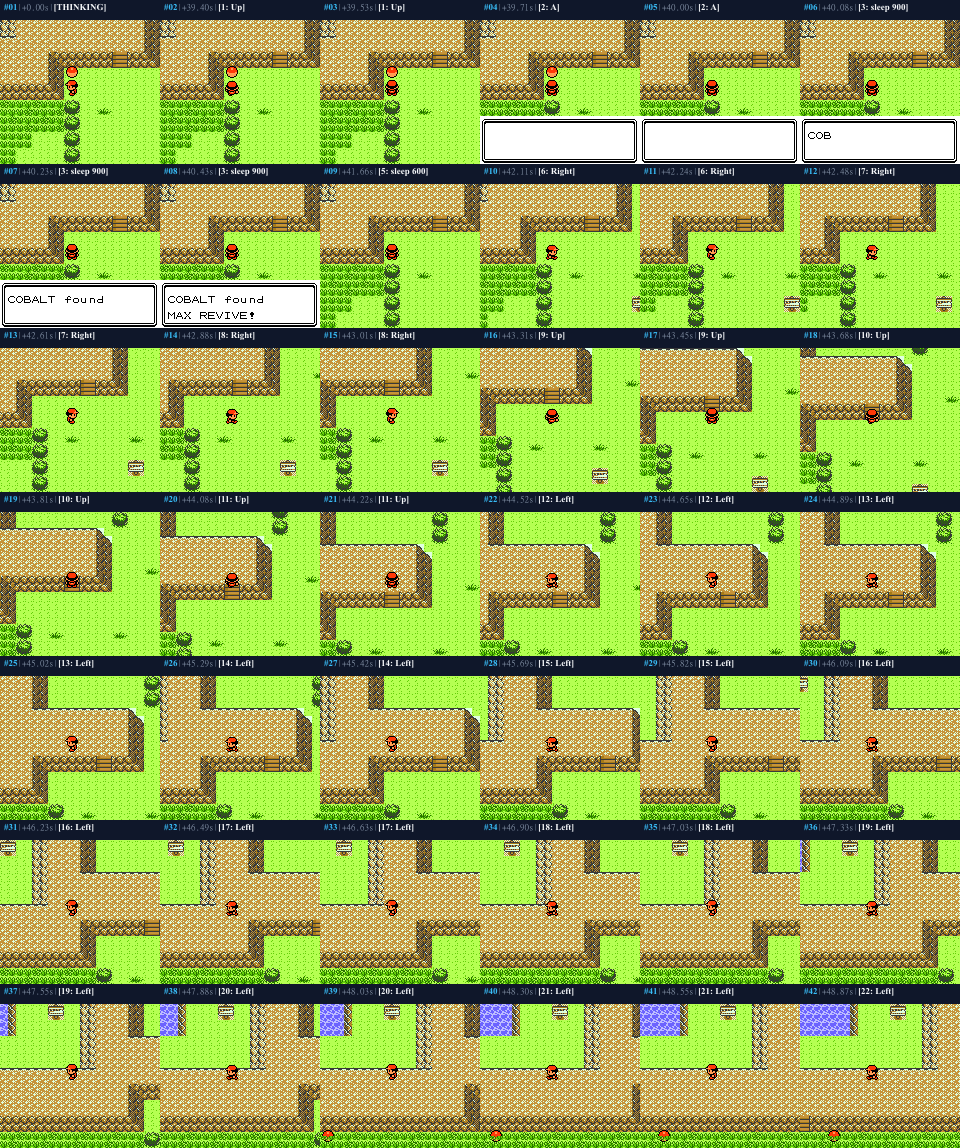 #01|+0.00s|[THINKING]
#02|+39.40s|[1: Up]
#03|+39.53s|[1: Up]
#04|+39.71s|[2: A]
#05|+40.00s|[2: A]
#06|+40.08s|[3: sleep 900]
COB
#07|+40.23s|[3: sleep 900]
#08|+40.43s|[3: sleep 900]
#09|+41.66s|[5: sleep 600]
#10|+42.11s|[6: Right]
#11|+42.24s|[6: Right]
#12|+42.48s|[7: Right]
COBALT found
COBALT found
MAX REVIVE!
#13|+42.61s|[7: Right]
#14|+42.88s|[8: Right]
#15|+43.01s|[8: Right]
#16|+43.31s|[9: Up]
#17|+43.45s|[9: Up]
#18|+43.68s|[10: Up]
#19|+43.81s|[10: Up]
#20|+44.08s|[11: Up]
#21|+44.22s|[11: Up]
#22|+44.52s|[12: Left]
#23|+44.65s|[12: Left]
#24|+44.89s|[13: Left]
#25|+45.02s|[13: Left]
#26|+45.29s|[14: Left]
#27|+45.42s|[14: Left]
#28|+45.69s|[15: Left]
#29|+45.82s|[15: Left]
#30|+46.09s|[16: Left]
#31|+46.23s|[16: Left]
#32|+46.49s|[17: Left]
#33|+46.63s|[17: Left]
#34|+46.90s|[18: Left]
#35|+47.03s|[18: Left]
#36|+47.33s|[19: Left]
#37|+47.55s|[19: Left]
#38|+47.88s|[20: Left]
#39|+48.03s|[20: Left]
#40|+48.30s|[21: Left]
#41|+48.55s|[21: Left]
#42|+48.87s|[22: Left]